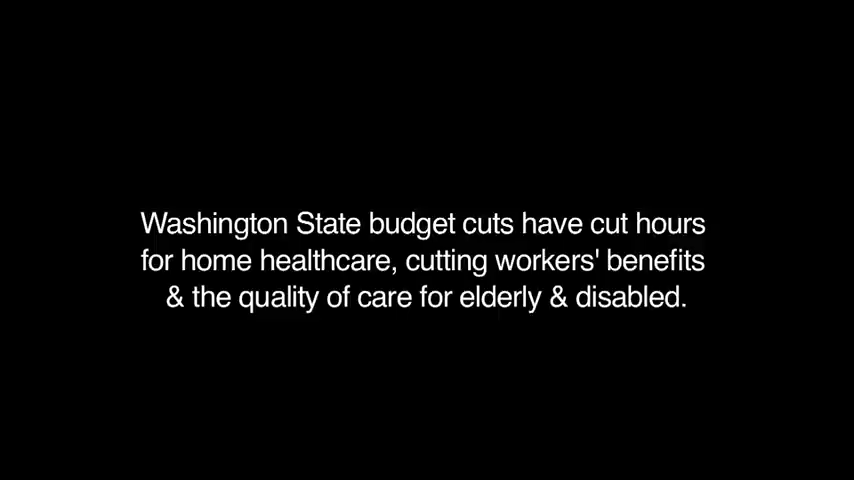 Washington State budget cuts have cut hours
for home healthcare, cutting workers' benefits
& the quality of care for elderly & disabled.